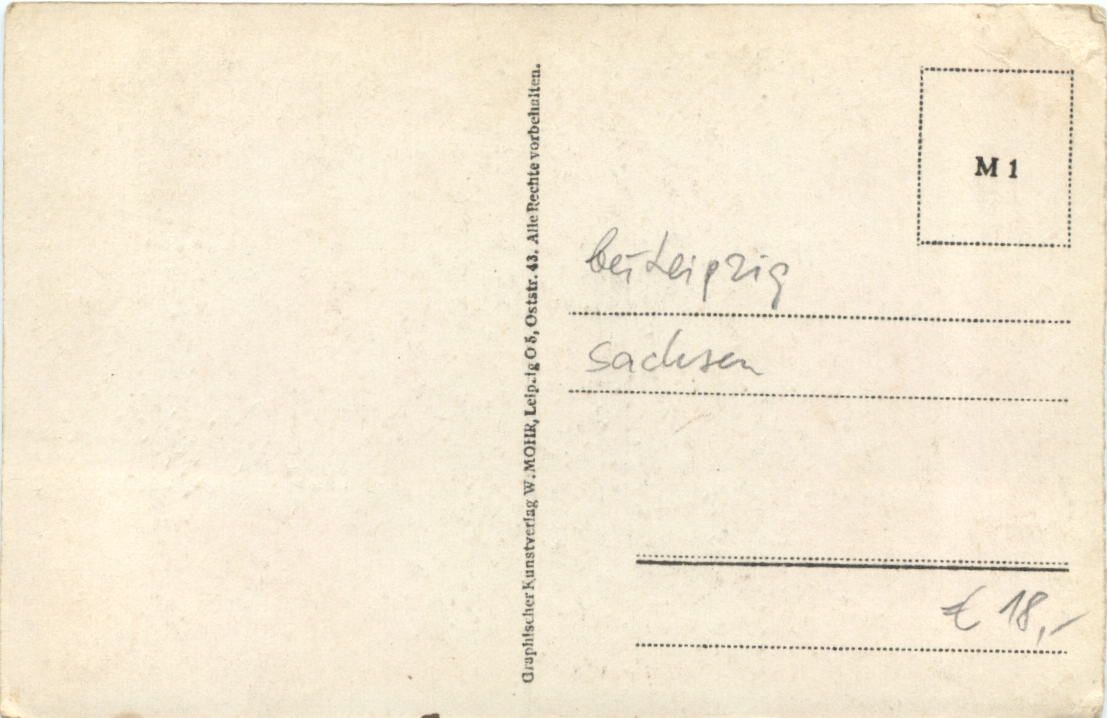 Graphischer Kunstverlag W. MOHR, Leipzig O 5, Oststr. 43. Alle Rechte vorbehalten.
M 1
bei Leipzig
Sachsen
€ 18,-